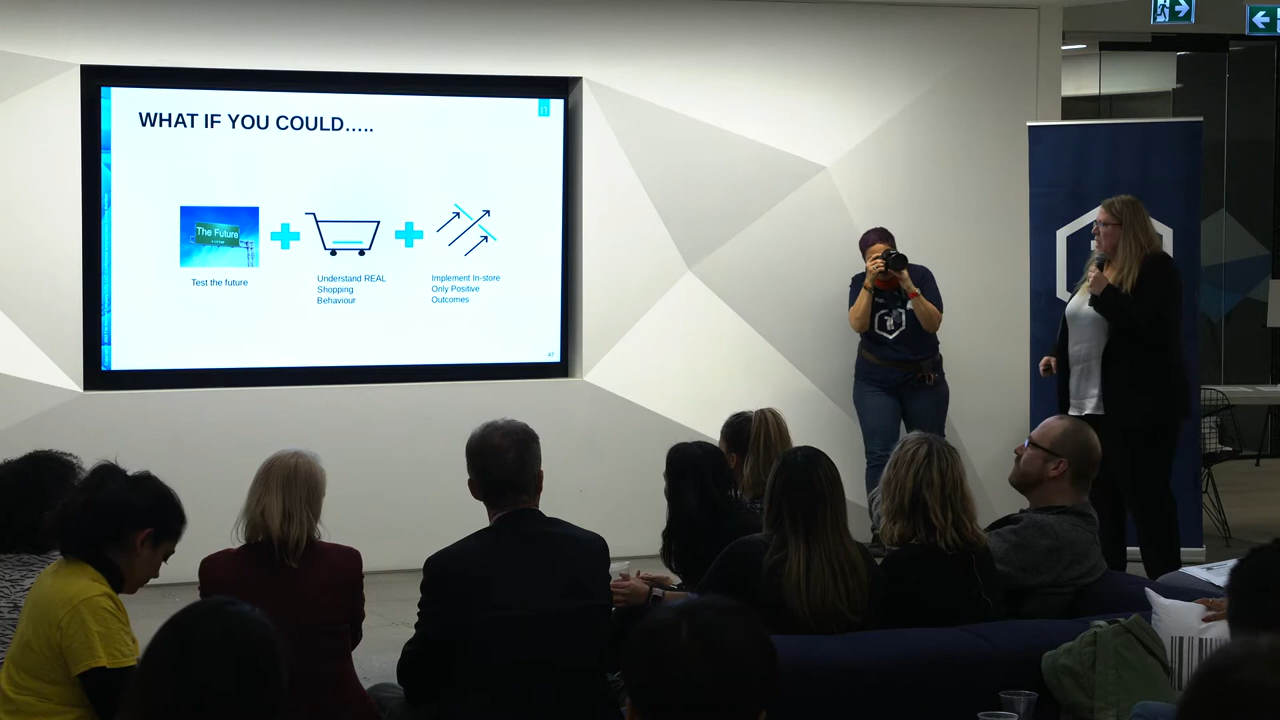 WHAT IF YOU COULD.....
n
The Future
Test the future
Understand REAL
Shopping
Behaviour
Implement In-store
Only Positive
Outcomes
47